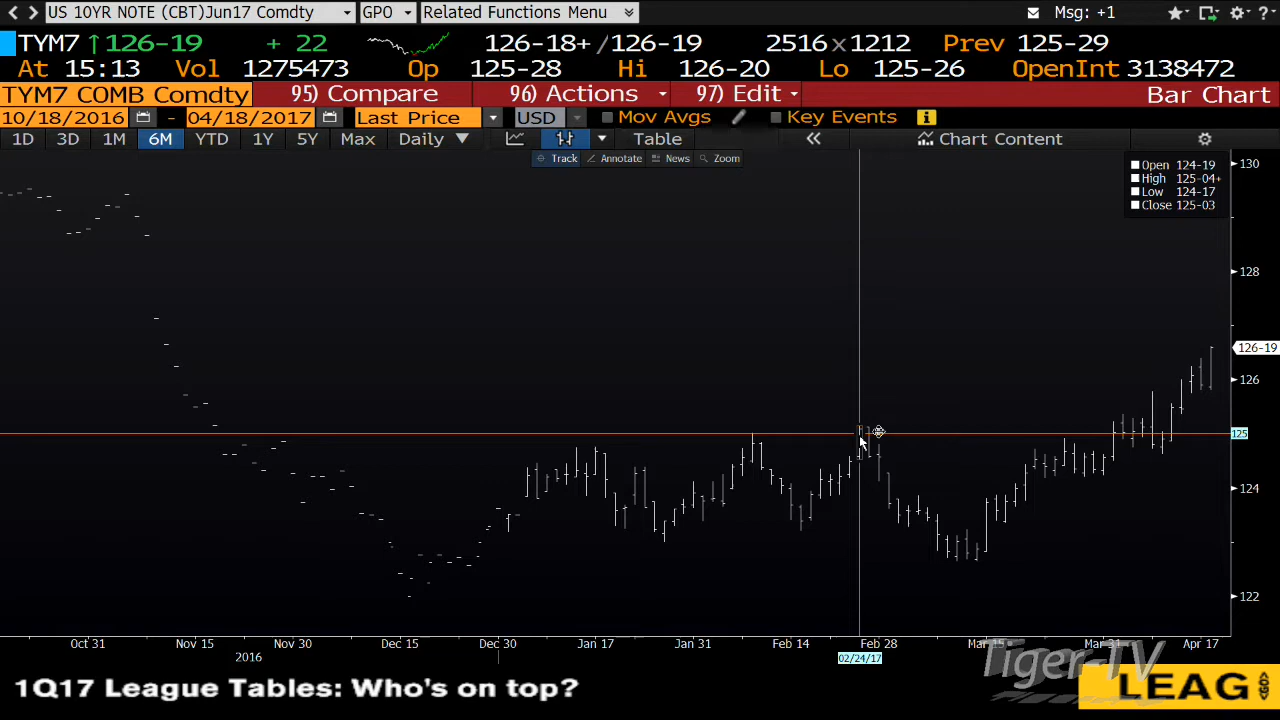 US 10YR NOTE (CBT)Jun17 Comdty GPO Related Functions Menu Msg: +1
TYM7 ↑126-19 + 22 126-18+/126-19 2516x1212 Prev 125-29
At 15:13 Vol 1275473 Op 125-28 Hi 126-20 Lo 125-26 OpenInt 3138472
TYM7 COMB Comdty 95) Compare 96) Actions 97) Edit Bar Chart
10/18/2016 - 04/18/2017 Last Price USD Mov Avgs Key Events
1D 3D 1M 6M YTD 1Y 5Y Max Daily Table Chart Content
Track Annotate News Zoom
Open 124-19
High 125-04+
Low 124-17
Close 125-03
130
128
126-19
126
125
124
122
Oct 31 Nov 15 Nov 30 Dec 15 Dec 30 Jan 17 Jan 31 Feb 14 Feb 28 Mar 15 Mar 31 Apr 17
2016 02/24/17
Tiger-TV
1Q17 League Tables: Who's on top? LEAG